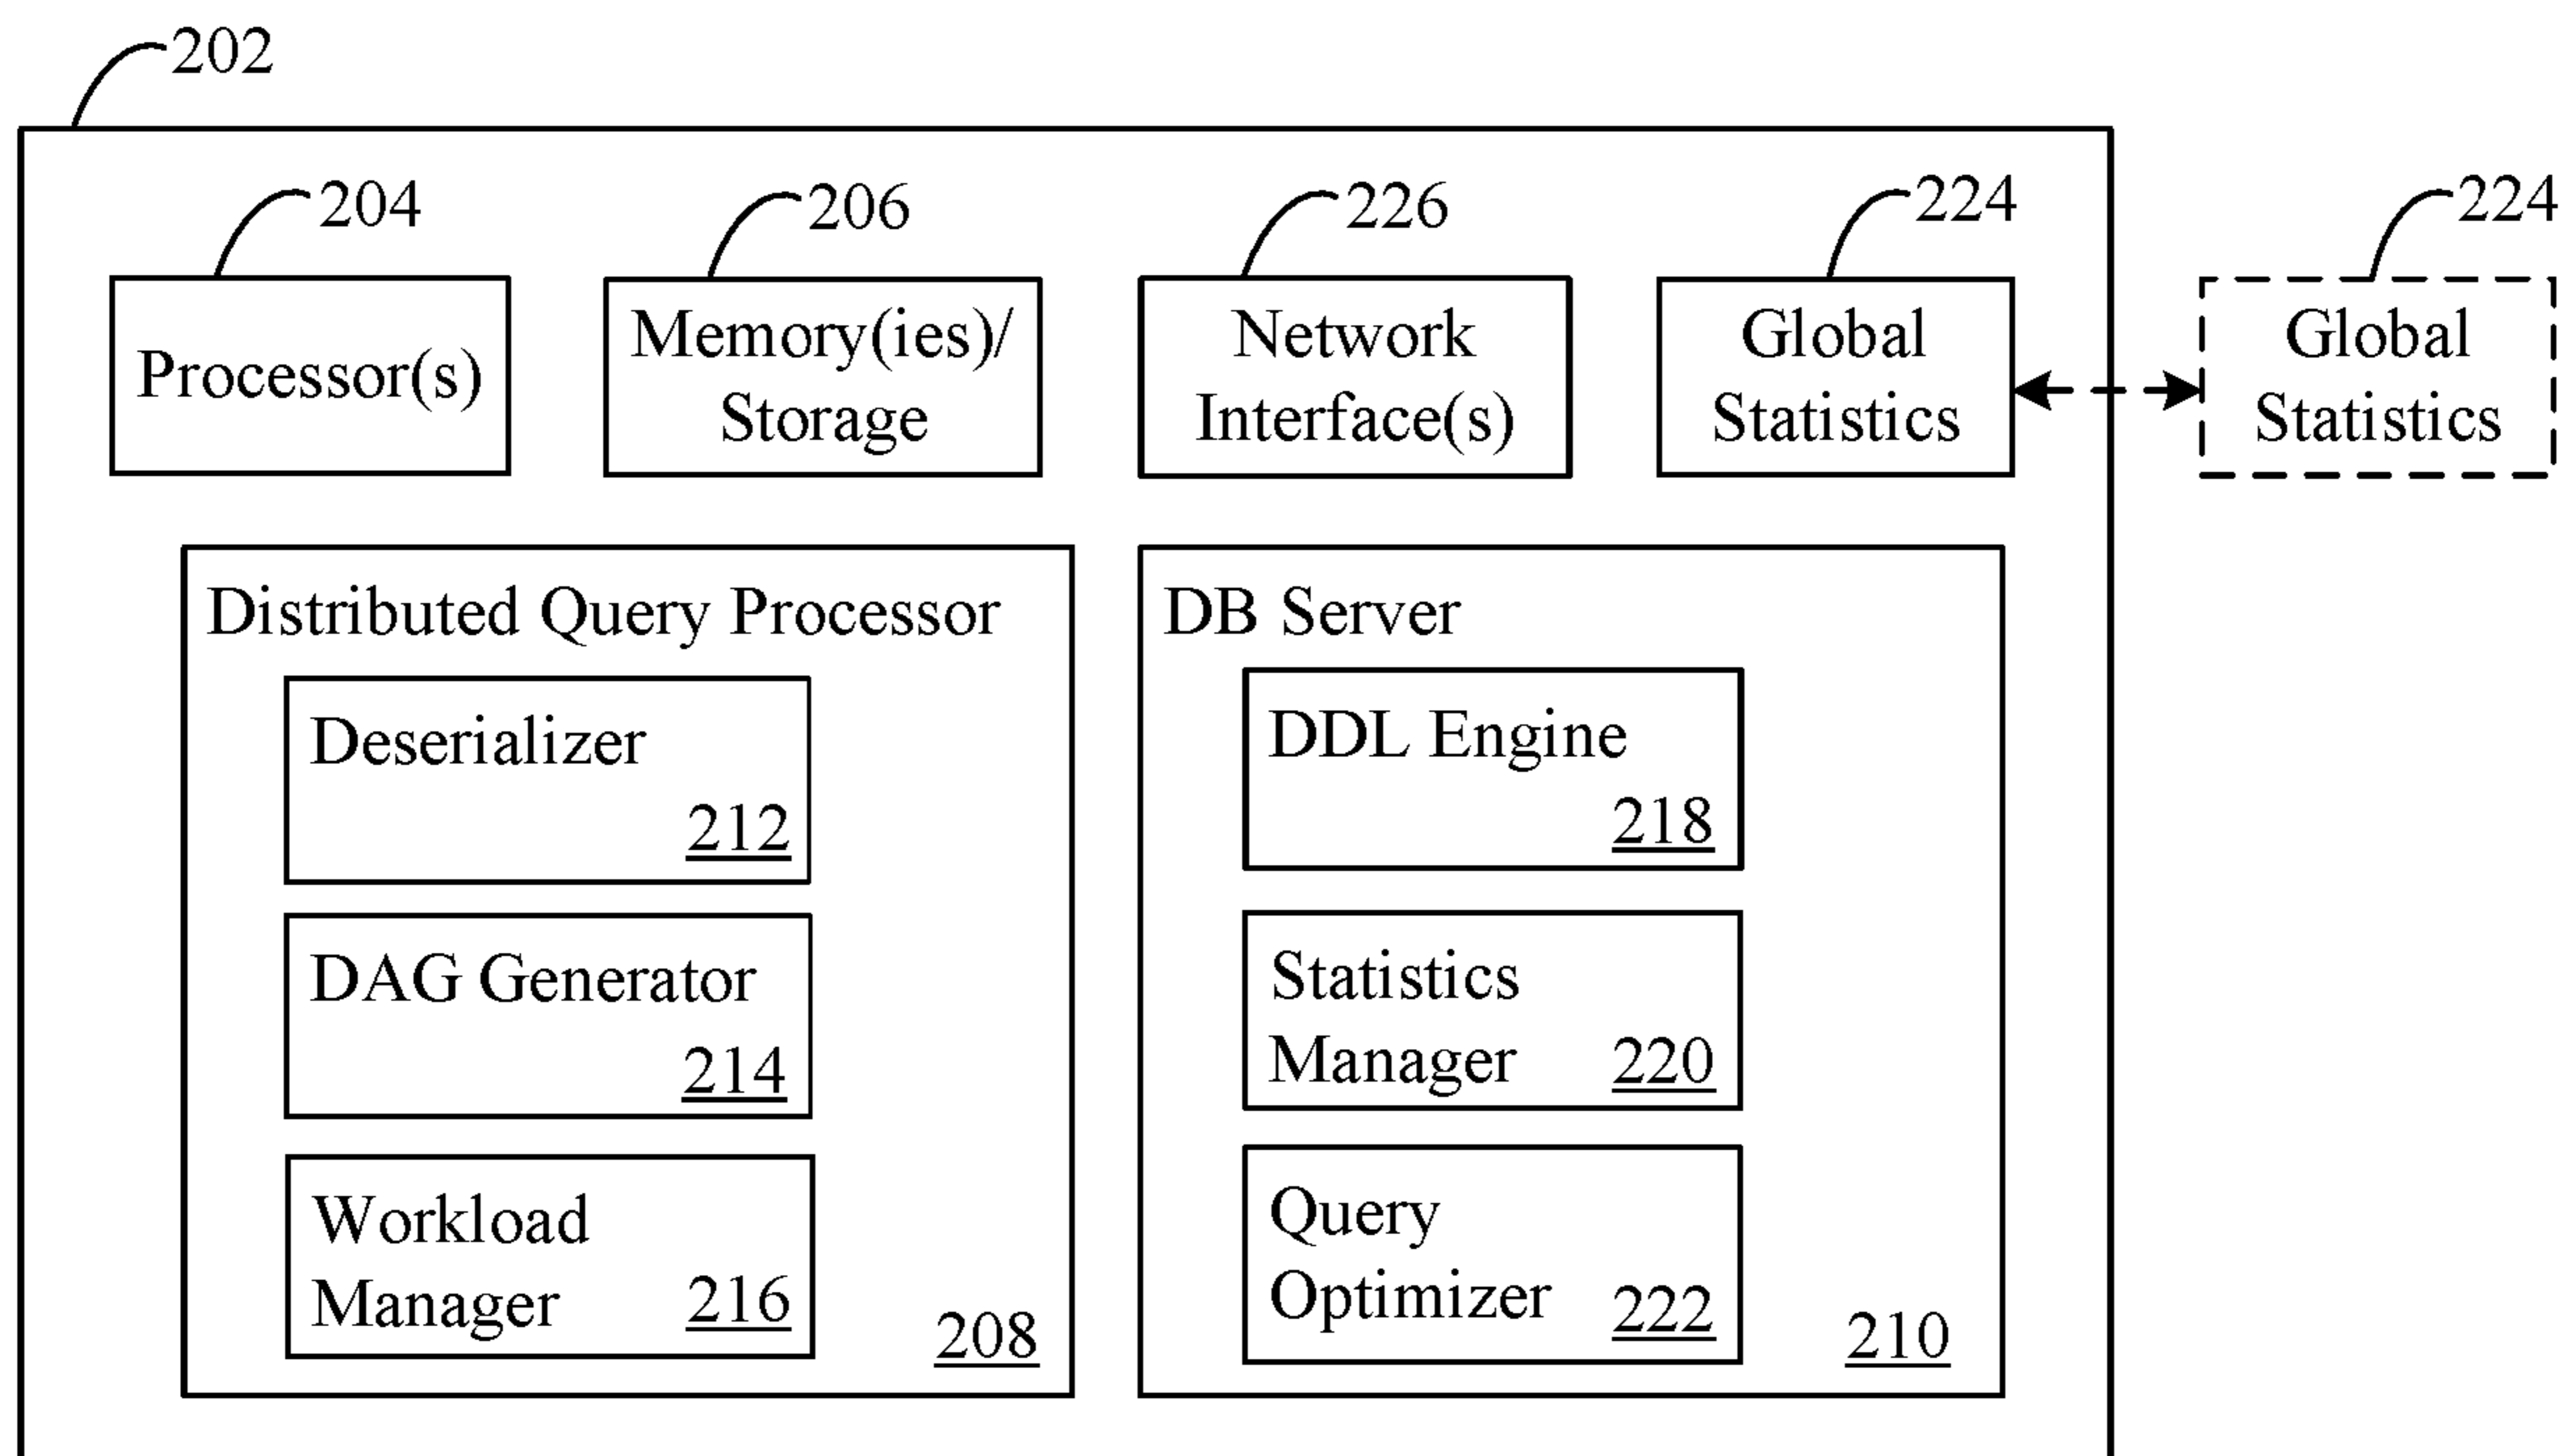 202
204
206
226
224
224
Processor(s)
Memory(ies)/
Storage
Network
Interface(s)
Global
Statistics
Global
Statistics
Distributed Query Processor
Deserializer
212
DAG Generator
214
Workload
Manager 216
208
DB Server
DDL Engine
218
Statistics
Manager 220
Query
Optimizer 222
210